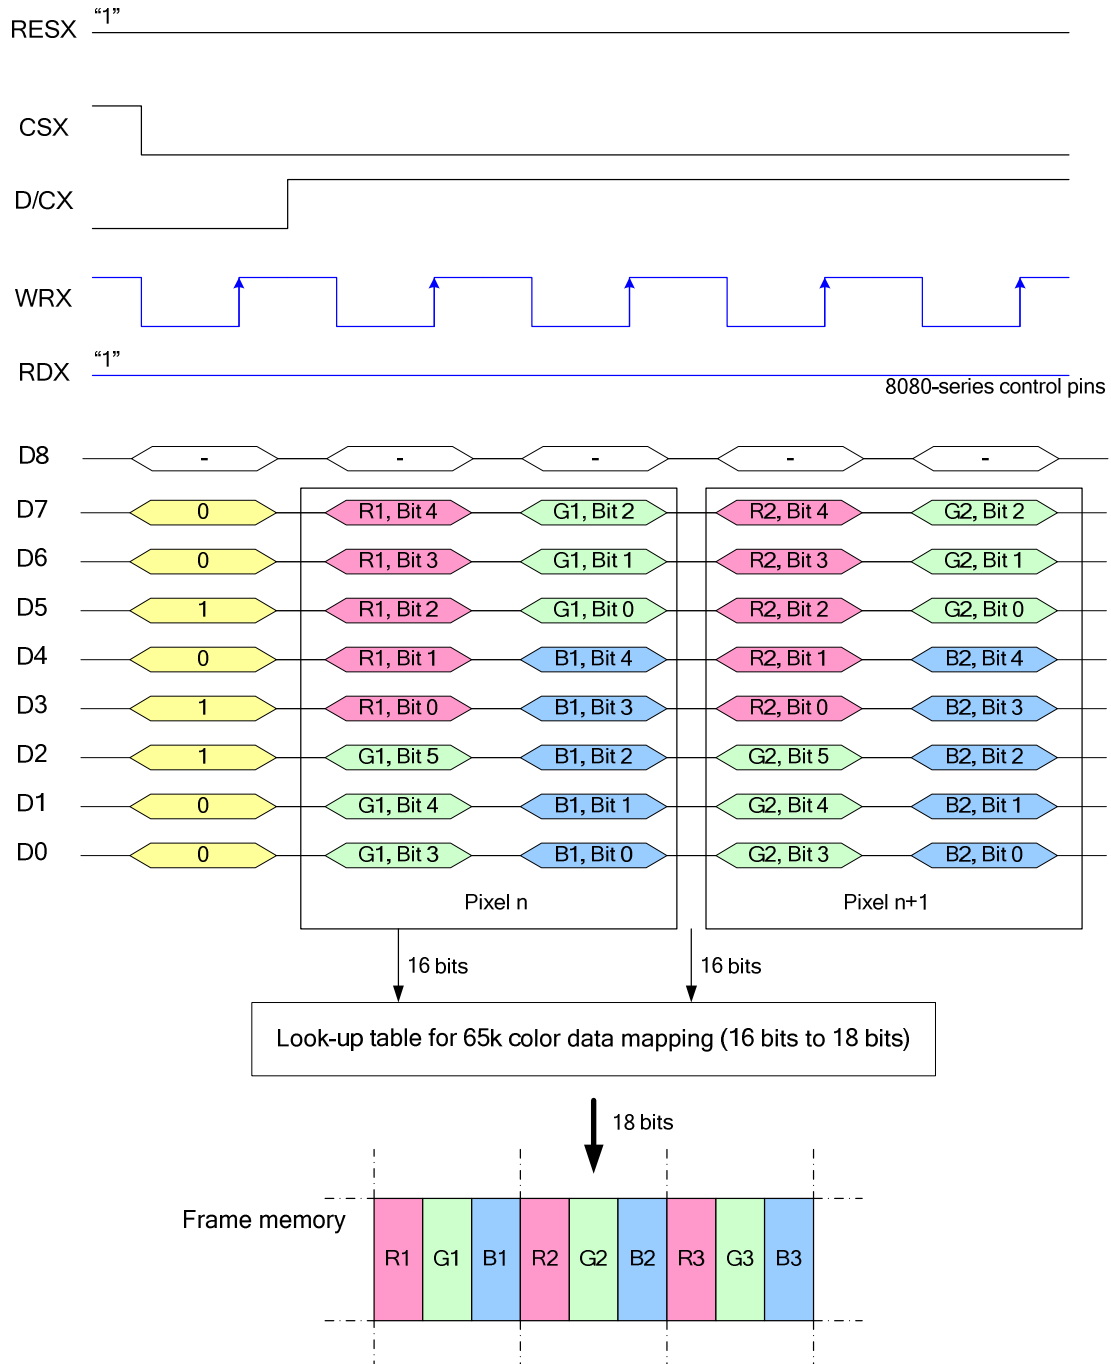 RESX "1"
CSX
D/CX
WRX
RDX "1"
8080-series control pins
D8 - - - - -
D7 0 R1, Bit 4 G1, Bit 2 R2, Bit 4 G2, Bit 2
D6 0 R1, Bit 3 G1, Bit 1 R2, Bit 3 G2, Bit 1
D5 1 R1, Bit 2 G1, Bit 0 R2, Bit 2 G2, Bit 0
D4 0 R1, Bit 1 B1, Bit 4 R2, Bit 1 B2, Bit 4
D3 1 R1, Bit 0 B1, Bit 3 R2, Bit 0 B2, Bit 3
D2 1 G1, Bit 5 B1, Bit 2 G2, Bit 5 B2, Bit 2
D1 0 G1, Bit 4 B1, Bit 1 G2, Bit 4 B2, Bit 1
D0 0 G1, Bit 3 B1, Bit 0 G2, Bit 3 B2, Bit 0
Pixel n Pixel n+1
16 bits 16 bits
Look-up table for 65k color data mapping (16 bits to 18 bits)
18 bits
Frame memory
R1 G1 B1 R2 G2 B2 R3 G3 B3